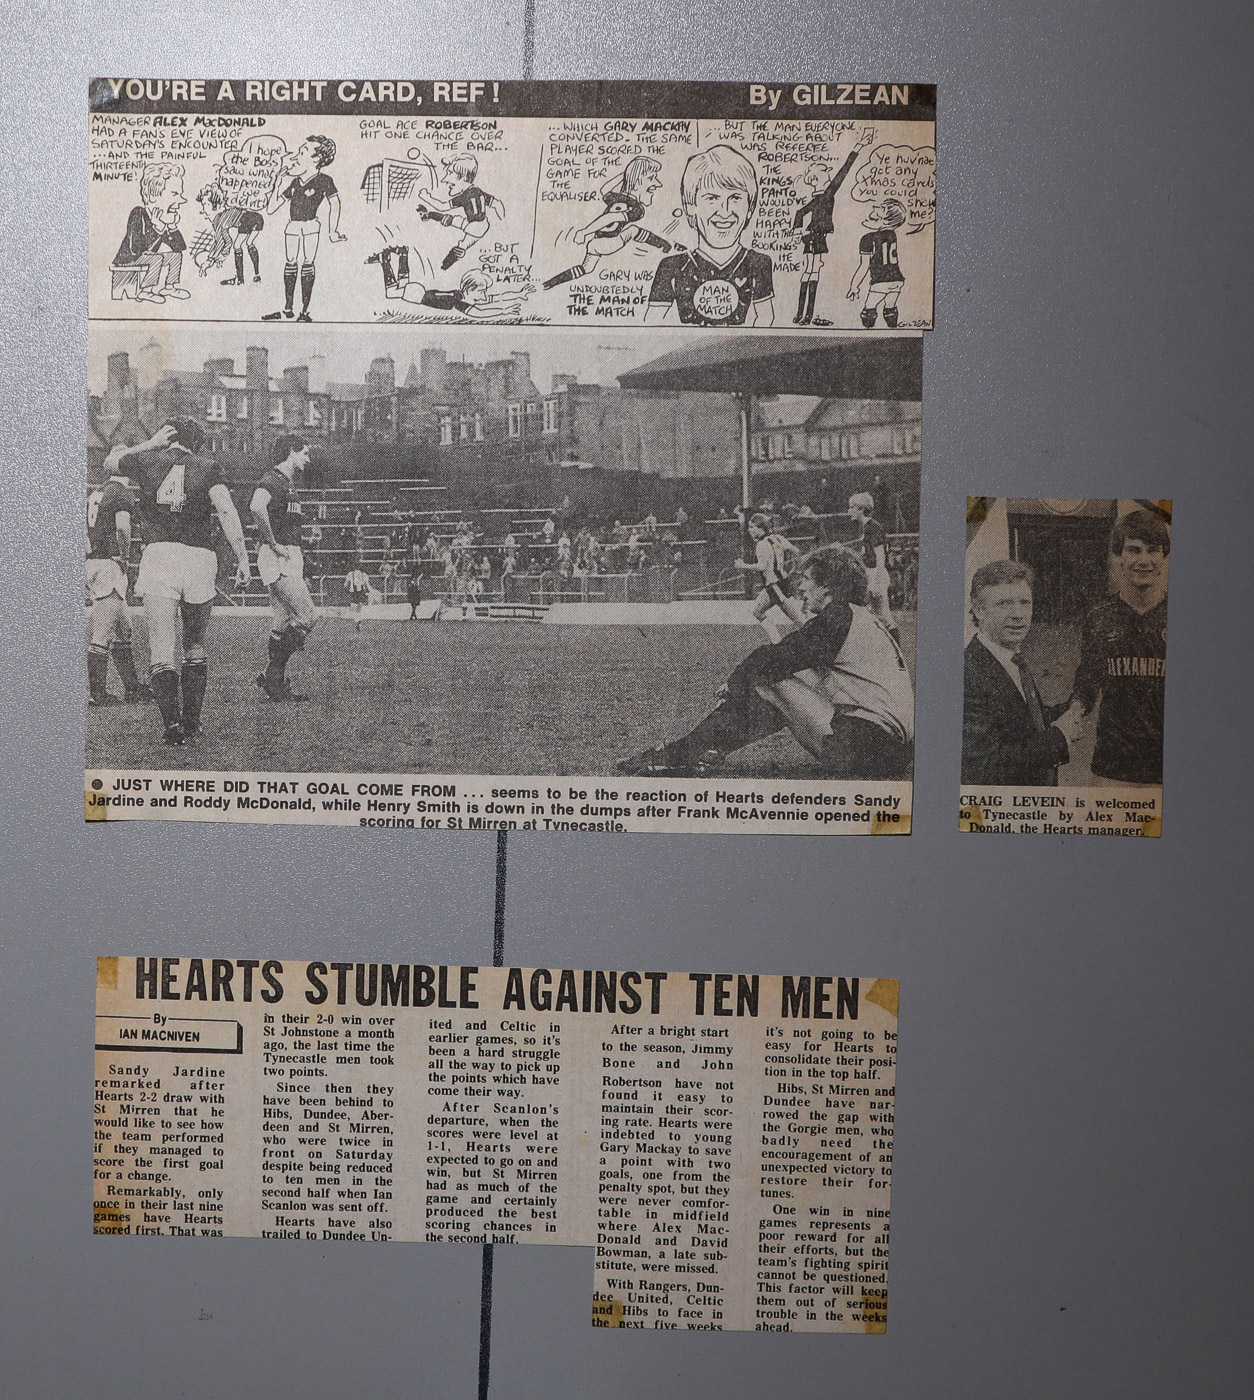 YOU'RE A RIGHT CARD, REF!
By GILZEAN
MANAGER ALEX MacDONALD
HAD A FANS EYE VIEW OF
SATURDAY'S ENCOUNTER
...AND THE PAINFUL
THIRTEENTH
MINUTE!
I hope
the Boss
saw what
happened
GOAL ACE ROBERTSON
HIT ONE CHANCE OVER
THE BAR...
11
...BUT
GOT A
PENALTY
LATER...
...WHICH GARY MACKAY
CONVERTED. THE SAME
PLAYER SCORED THE
GOAL OF THE
GAME FOR
THE
EQUALISER.
GARY WAS
UNDOUBTEDLY
THE MAN OF
THE MATCH
MAN
OF THE
MATCH
...BUT THE MAN EVERYONE
WAS TALKING ABOUT
WAS REFEREE
ROBERTSON...
THE
KINGS
PANTO
WOULD'VE
BEEN
HAPPY
WITH THE
BOOKINGS
HE
MADE
Ye huvnae
got any
Xmas cards
you could
show
me?
10
GILZEAN
4
● JUST WHERE DID THAT GOAL COME FROM ... seems to be the reaction of Hearts defenders Sandy
Jardine and Roddy McDonald, while Henry Smith is down in the dumps after Frank McAvennie opened the
scoring for St Mirren at Tynecastle.
ALEXANDER
CRAIG LEVEIN is welcomed
to Tynecastle by Alex Mac-
Donald, the Hearts manager.
HEARTS STUMBLE AGAINST TEN MEN
By
IAN MACNIVEN
Sandy Jardine
remarked after
Hearts 2-2 draw with
St Mirren that he
would like to see how
the team performed
if they managed to
score the first goal
for a change.
Remarkably, only
once in their last nine
games have Hearts
scored first. That was
in their 2-0 win over
St Johnstone a month
ago, the last time the
Tynecastle men took
two points.
Since then they
have been behind to
Hibs, Dundee, Aber-
deen and St Mirren,
who were twice in
front on Saturday
despite being reduced
to ten men in the
second half when Ian
Scanlon was sent off.
Hearts have also
trailed to Dundee Un-
ited and Celtic in
earlier games, so it's
been a hard struggle
all the way to pick up
the points which have
come their way.
After Scanlon's
departure, when the
scores were level at
1-1, Hearts were
expected to go on and
win, but St Mirren
had as much of the
game and certainly
produced the best
scoring chances in
the second half.
After a bright start
to the season, Jimmy
Bone and John
Robertson have not
found it easy to
maintain their scor-
ing rate. Hearts were
indebted to young
Gary Mackay to save
a point with two
goals, one from the
penalty spot, but they
were never comfor-
table in midfield
where Alex Mac-
Donald and David
Bowman, a late sub-
stitute, were missed.
With Rangers, Dun-
dee United, Celtic
and Hibs to face in
the next five weeks
it's not going to be
easy for Hearts to
consolidate their posi-
tion in the top half.
Hibs, St Mirren and
Dundee have nar-
rowed the gap with
the Gorgie men, who
badly need the
encouragement of an
unexpected victory to
restore their for-
tunes.
One win in nine
games represents a
poor reward for all
their efforts, but the
team's fighting spirit
cannot be questioned.
This factor will keep
them out of serious
trouble in the weeks
ahead.